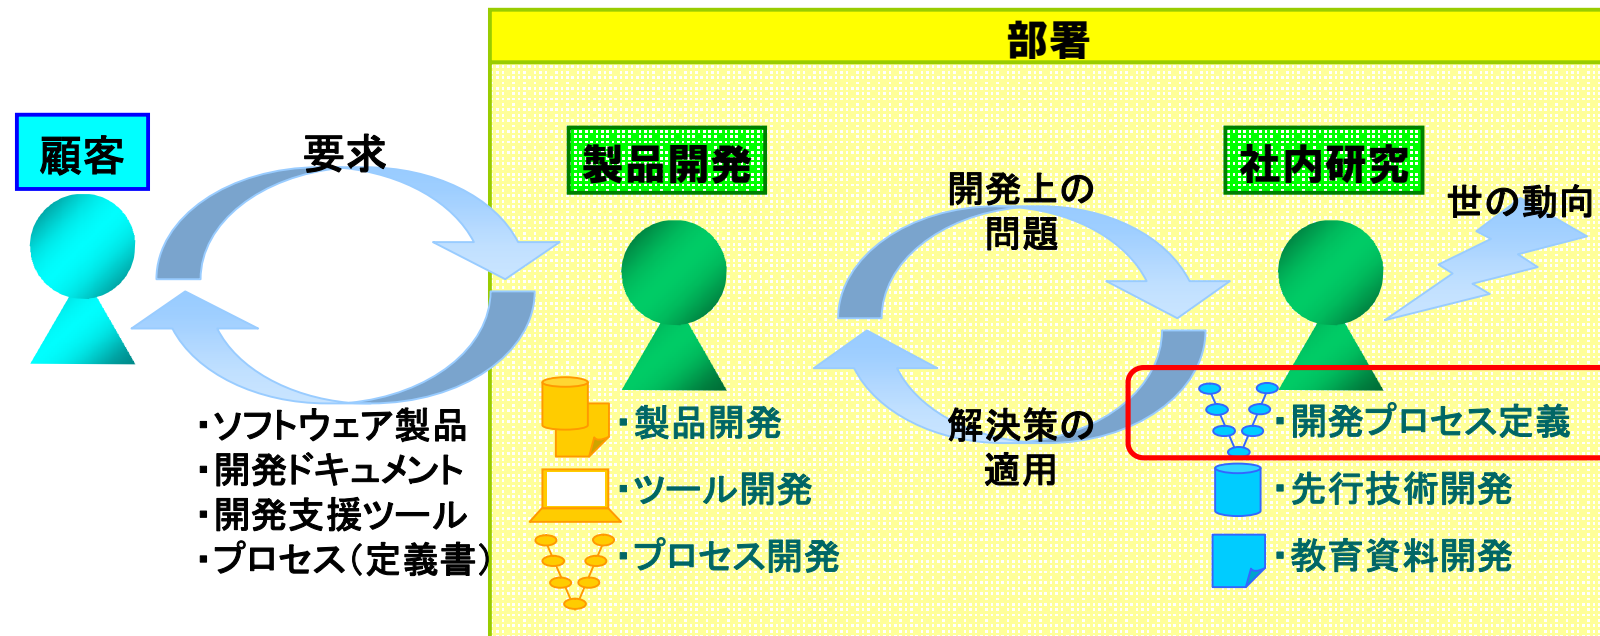 部署
顧客
要求
・ソフトウェア製品
・開発ドキュメント
・開発支援ツール
・プロセス（定義書）
製品開発
・製品開発
・ツール開発
・プロセス開発
開発上の
問題
解決策の
適用
社内研究
世の動向
・開発プロセス定義
・先行技術開発
・教育資料開発